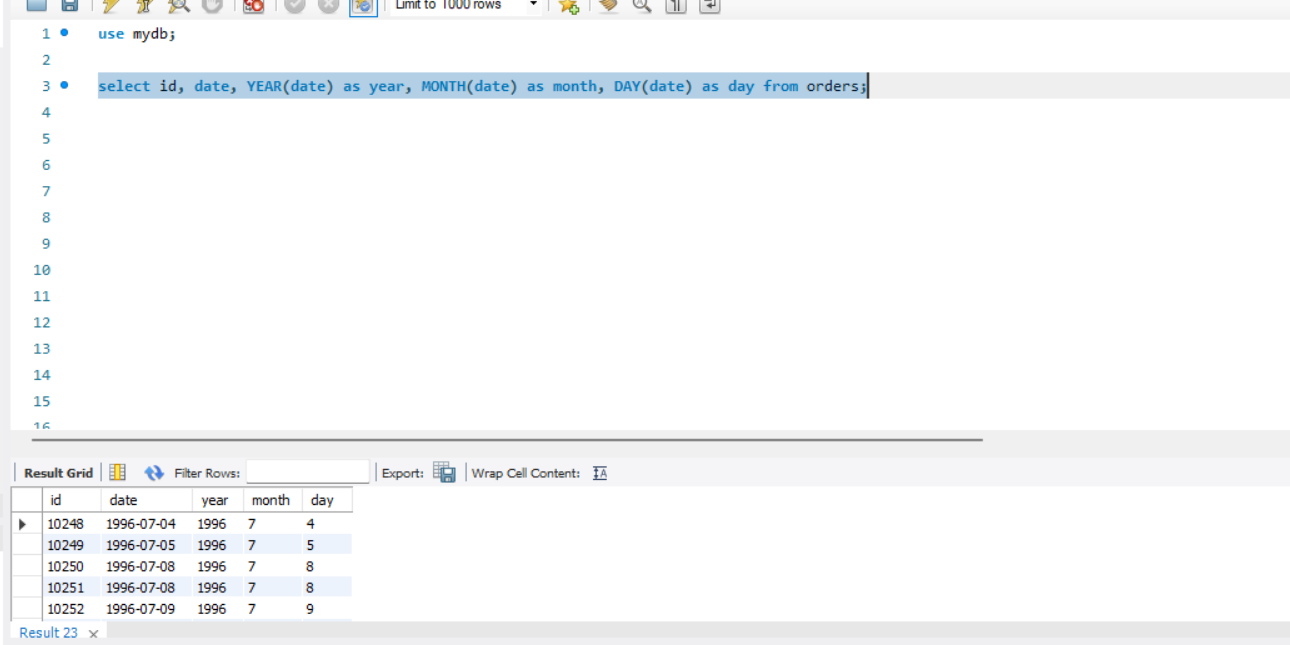 Limit to 1000 rows
1 use mydb;
2
3 select id, date, YEAR(date) as year, MONTH(date) as month, DAY(date) as day from orders;
4
5
6
7
8
9
10
11
12
13
14
15
16
Result Grid Filter Rows: Export: Wrap Cell Content:
id date year month day
10248 1996-07-04 1996 7 4
10249 1996-07-05 1996 7 5
10250 1996-07-08 1996 7 8
10251 1996-07-08 1996 7 8
10252 1996-07-09 1996 7 9
Result 23